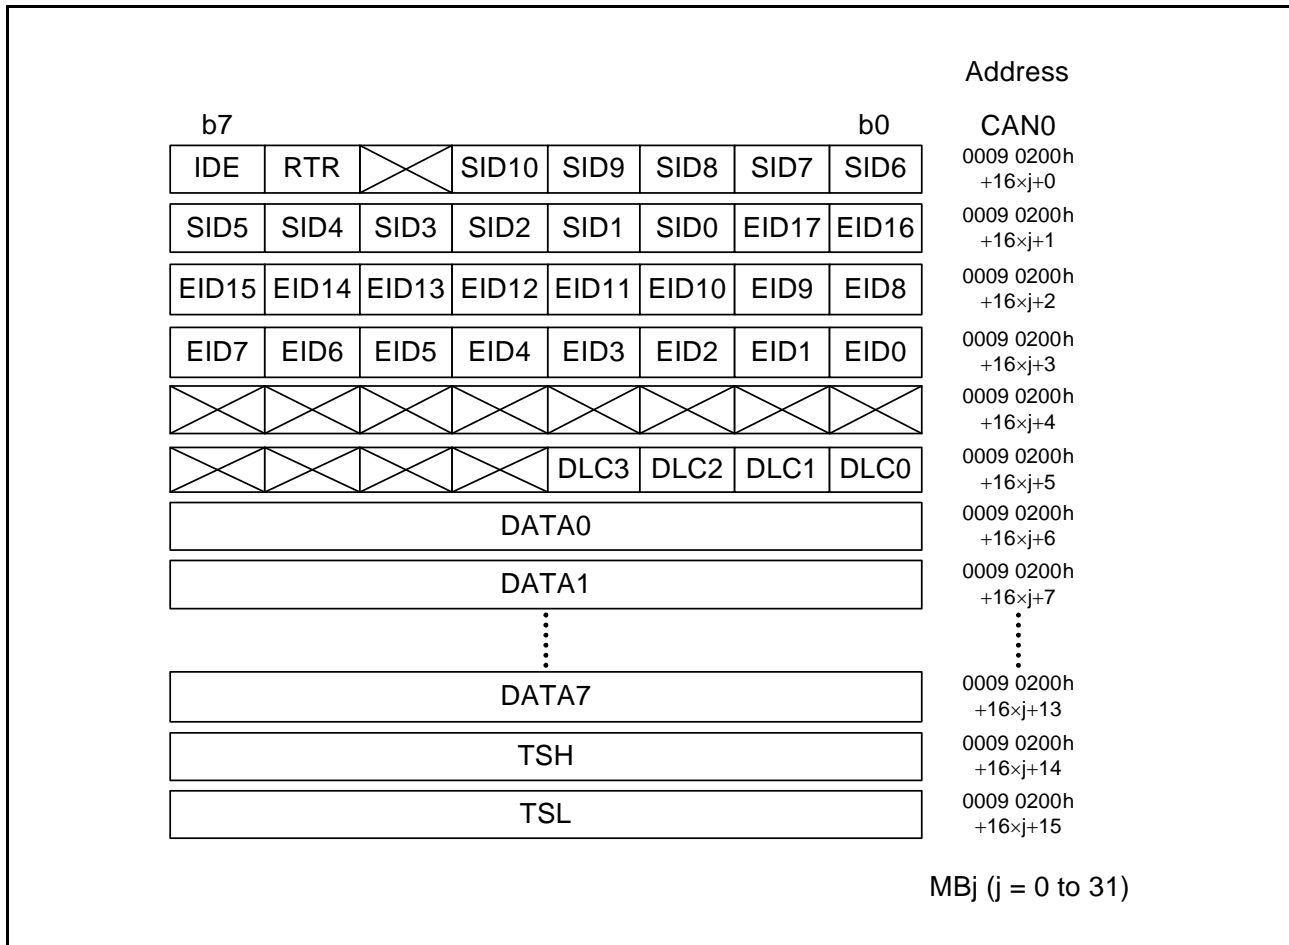 Address
b7 b0 CAN0
IDE RTR SID10 SID9 SID8 SID7 SID6 0009 0200h
+16×j+0
SID5 SID4 SID3 SID2 SID1 SID0 EID17 EID16 0009 0200h
+16×j+1
EID15 EID14 EID13 EID12 EID11 EID10 EID9 EID8 0009 0200h
+16×j+2
EID7 EID6 EID5 EID4 EID3 EID2 EID1 EID0 0009 0200h
+16×j+3
0009 0200h
+16×j+4
DLC3 DLC2 DLC1 DLC0 0009 0200h
+16×j+5
DATA0 0009 0200h
+16×j+6
DATA1 0009 0200h
+16×j+7
DATA7 0009 0200h
+16×j+13
TSH 0009 0200h
+16×j+14
TSL 0009 0200h
+16×j+15
MBj (j = 0 to 31)